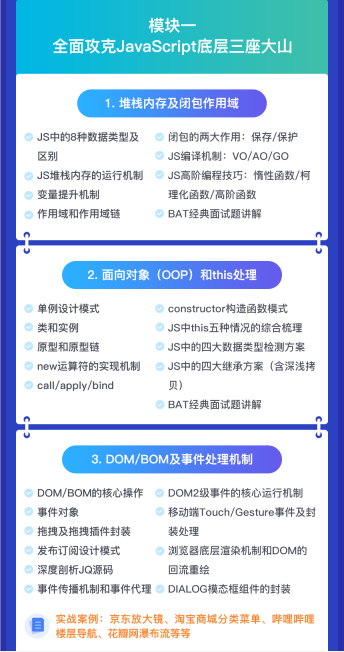 模块一
全面攻克JavaScript底层三座大山
1. 堆栈内存及闭包作用域
JS中的8种数据类型及
区别
JS堆栈内存的运行机制
变量提升机制
作用域和作用域链
闭包的两大作用：保存/保护
JS编译机制：VO/AO/GO
JS高阶编程技巧：惰性函数/柯
理化函数/高阶函数
BAT经典面试题讲解
2. 面向对象（OOP）和this处理
单例设计模式
类和实例
原型和原型链
new运算符的实现机制
call/apply/bind
constructor构造函数模式
JS中this五种情况的综合梳理
JS中的四大数据类型检测方案
JS中的四大继承方案（含深浅拷
贝）
BAT经典面试题讲解
3. DOM/BOM及事件处理机制
DOM/BOM的核心操作
事件对象
拖拽及拖拽插件封装
发布订阅设计模式
深度剖析JQ源码
事件传播机制和事件代理
DOM2级事件的核心运行机制
移动端Touch/Gesture事件及封
装处理
浏览器底层渲染机制和DOM的
回流重绘
DIALOG模态框组件的封装
实战案例：京东放大镜、淘宝商城分类菜单、哔哩哔哩
楼层导航、花瓣网瀑布流等等